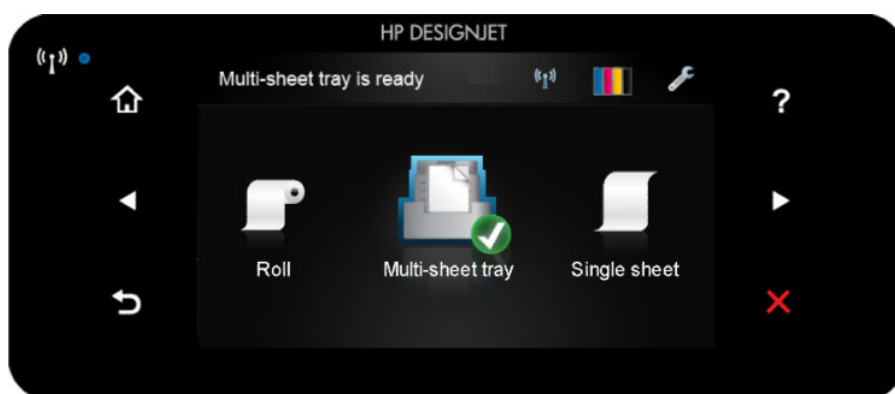 HP DESIGNJET
Multi-sheet tray is ready
?
Roll
Multi-sheet tray
Single sheet